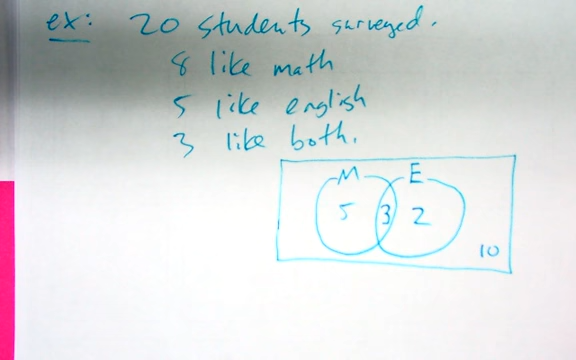 ex: 20 students surveyed.
8 like math
5 like english
3 like both.
M E
5 3 2
10